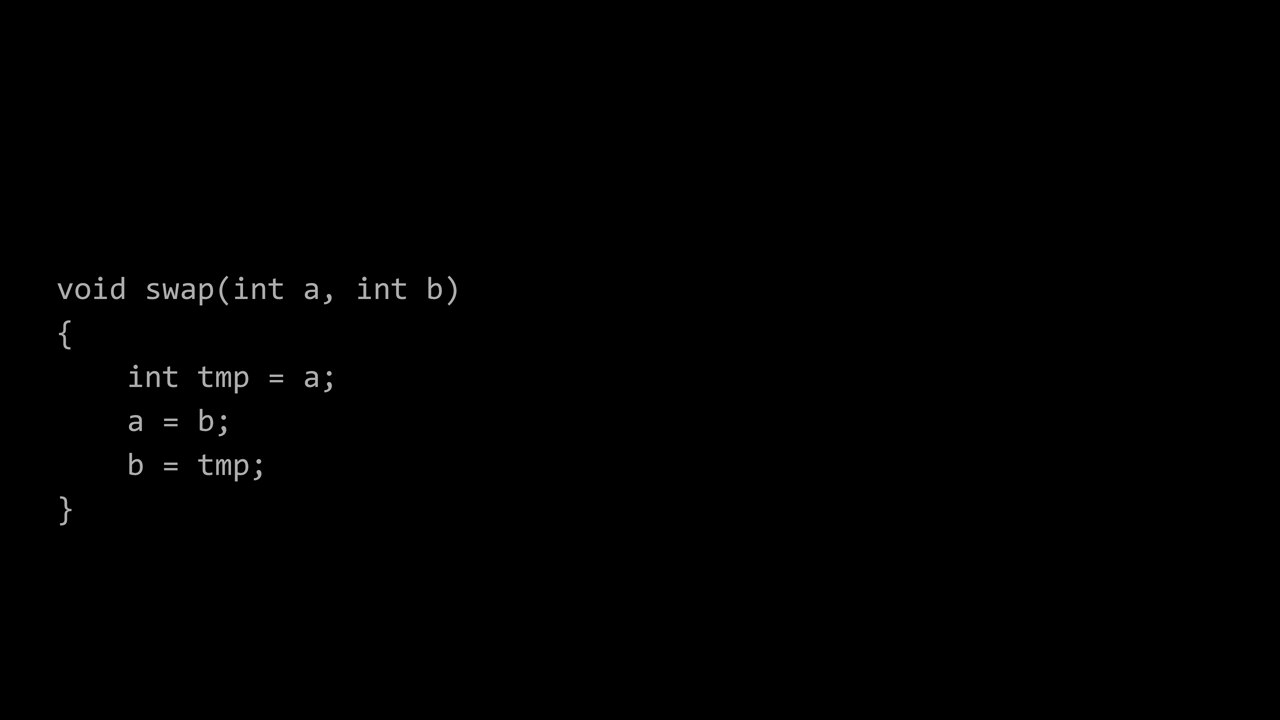 void swap(int a, int b)
{
    int tmp = a;
    a = b;
    b = tmp;
}